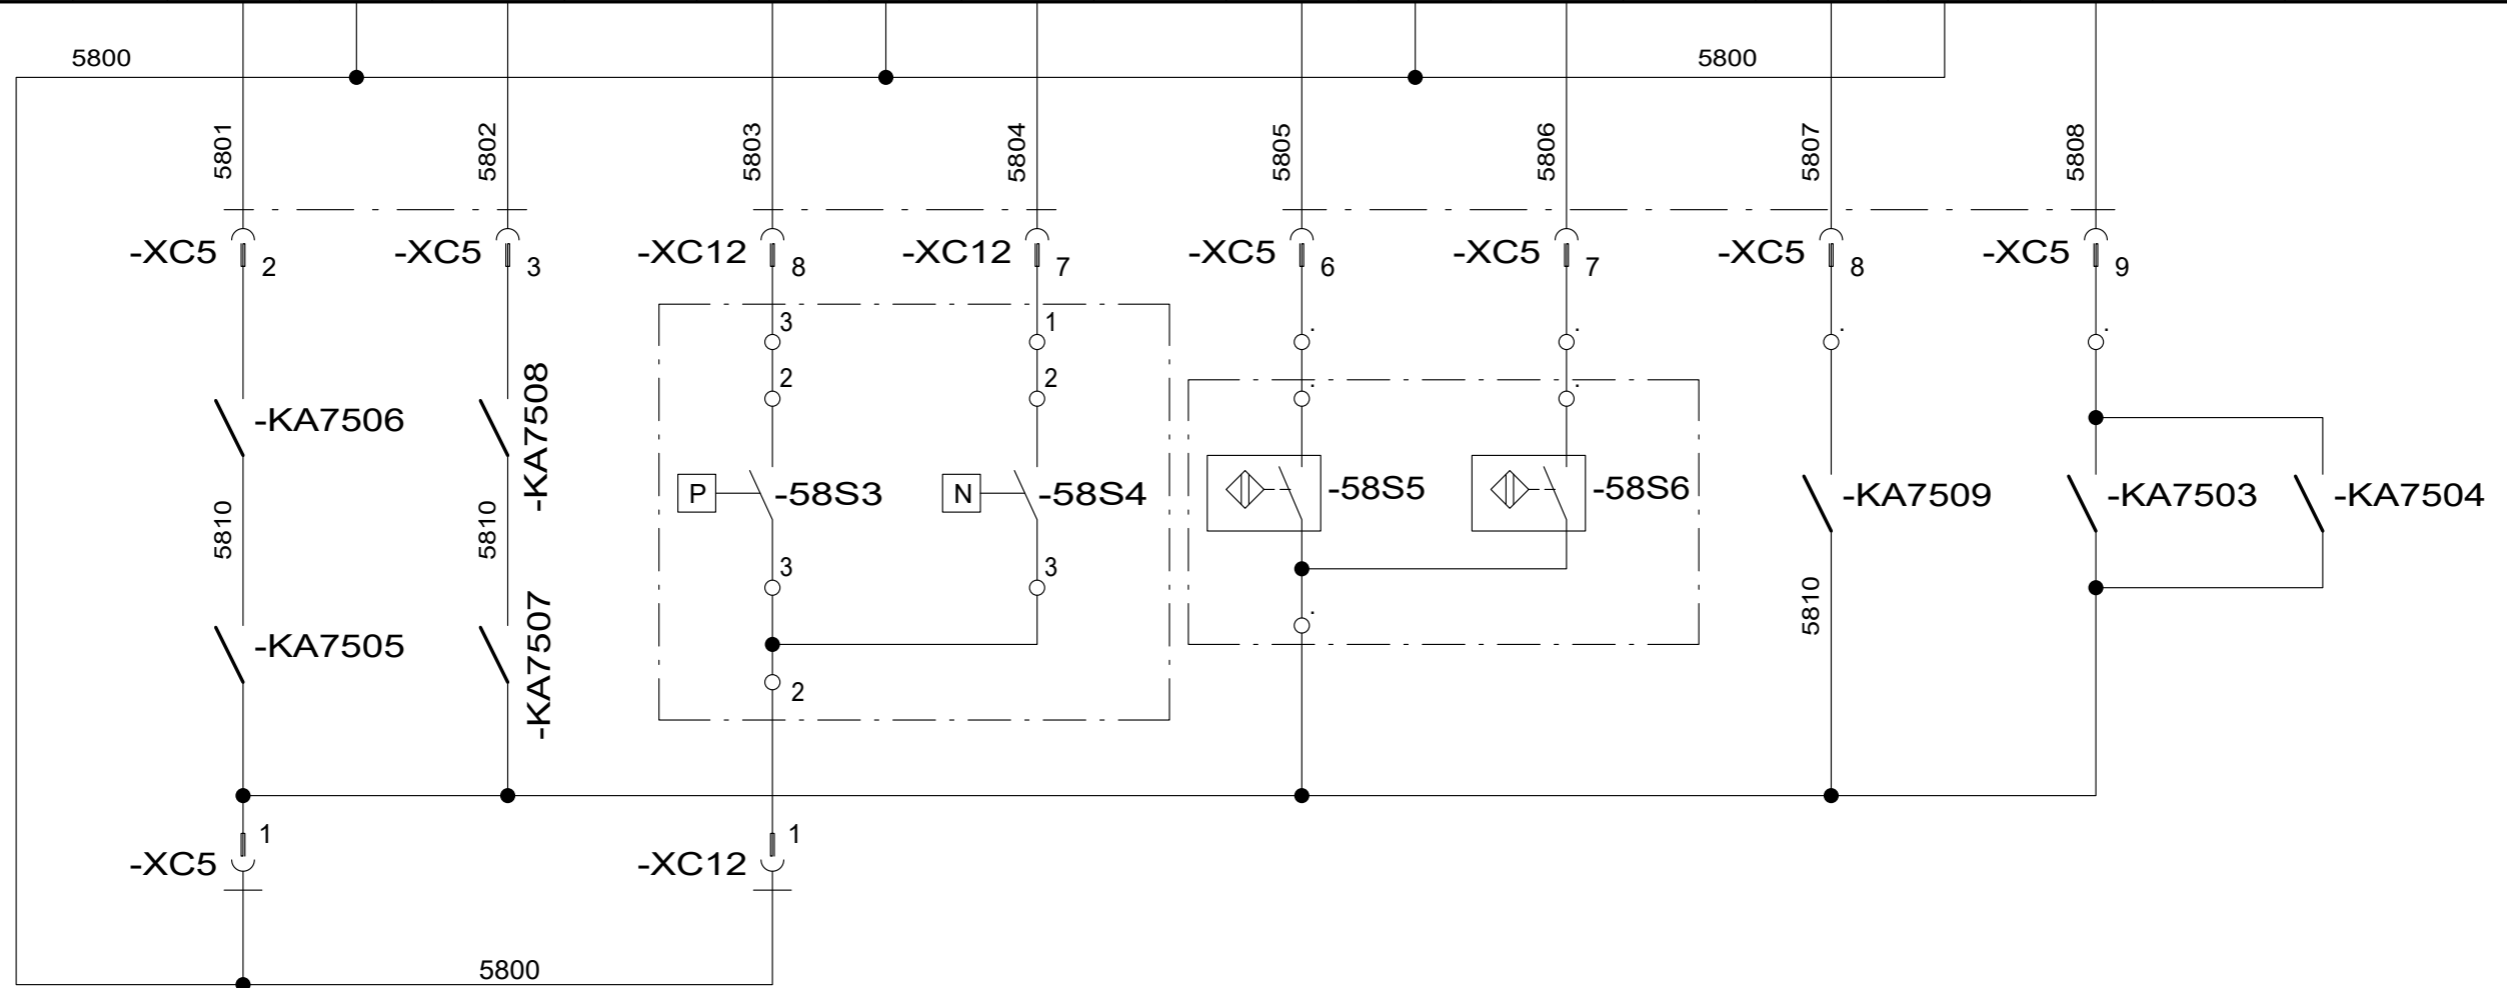 5800
5800
5801
5802
5803
5804
5805
5806
5807
5808
-XC5
2
-XC5
3
-XC12
8
-XC12
7
-XC5
6
-XC5
7
-XC5
8
-XC5
9
3
1
.
.
.
.
2
2
.
.
-KA7506
-KA7508
P
-58S3
N
-58S4
-58S5
-58S6
-KA7509
-KA7503
-KA7504
5810
5810
3
3
5810
.
-KA7505
-KA7507
2
1
-XC5
1
-XC12
5800